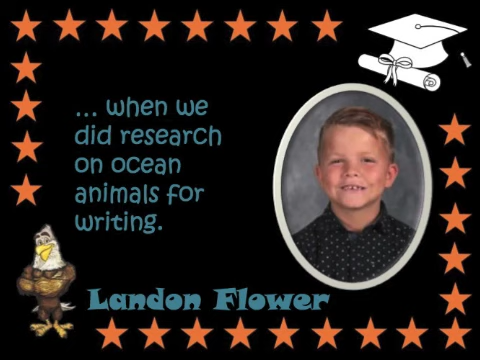 ... when we
did research
on ocean
animals for
writing.
Landon Flower